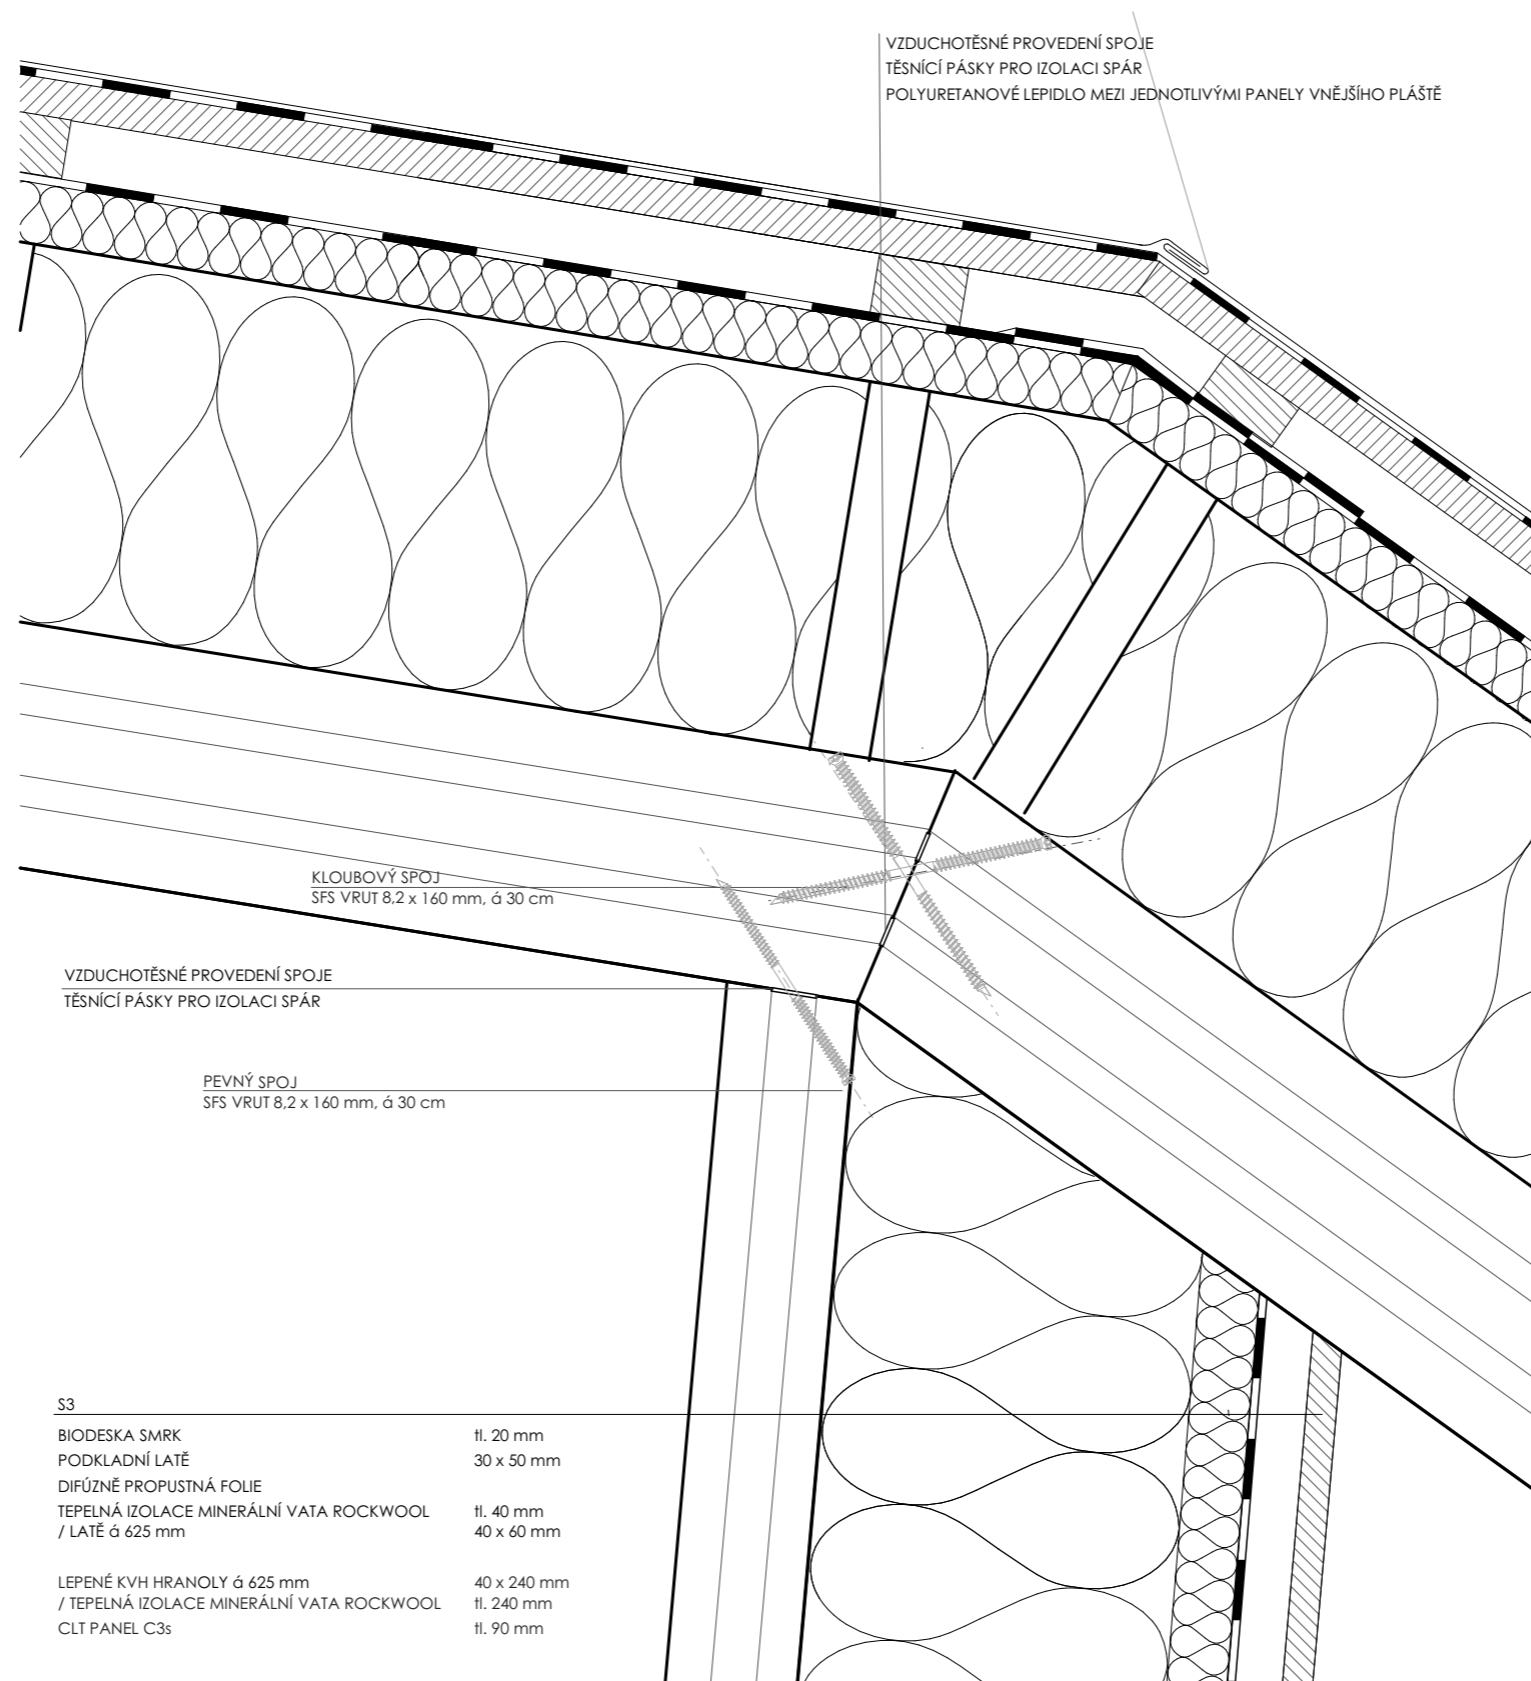 VZDUCHOTĚSNÉ PROVEDENÍ SPOJE
TĚSNÍCÍ PÁSKY PRO IZOLACI SPÁR
POLYURETANOVÉ LEPIDLO MEZI JEDNOTLIVÝMI PANELY VNĚJŠÍHO PLÁŠTĚ
KLOUBOVÝ SPOJ
SFS VRUT 8,2 x 160 mm, á 30 cm
VZDUCHOTĚSNÉ PROVEDENÍ SPOJE
TĚSNÍCÍ PÁSKY PRO IZOLACI SPÁR
PEVNÝ SPOJ
SFS VRUT 8,2 x 160 mm, á 30 cm
S3
BIODESKA SMRK tl. 20 mm
PODKLADNÍ LATĚ 30 x 50 mm
DIFÚZNĚ PROPUSTNÁ FOLIE
TEPELNÁ IZOLACE MINERÁLNÍ VATA ROCKWOOL tl. 40 mm
/ LATĚ á 625 mm 40 x 60 mm
LEPENÉ KVH HRANOLY á 625 mm 40 x 240 mm
/ TEPELNÁ IZOLACE MINERÁLNÍ VATA ROCKWOOL tl. 240 mm
CLT PANEL C3s tl. 90 mm